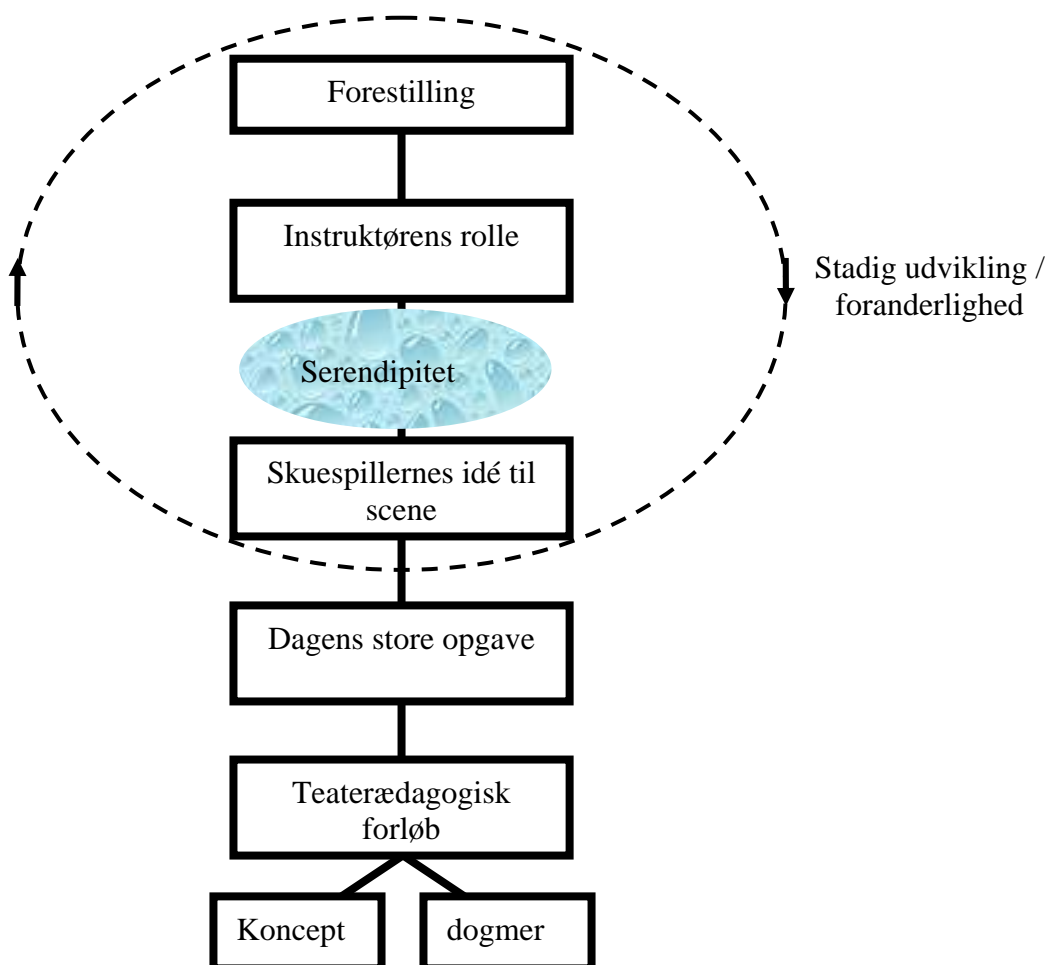 Forestilling
Instruktørens rolle
Stadig udvikling /
foranderlighed
Serendipitet
Skuespillernes idé til
scene
Dagens store opgave
Teaterædagogisk
forløb
Koncept
dogmer